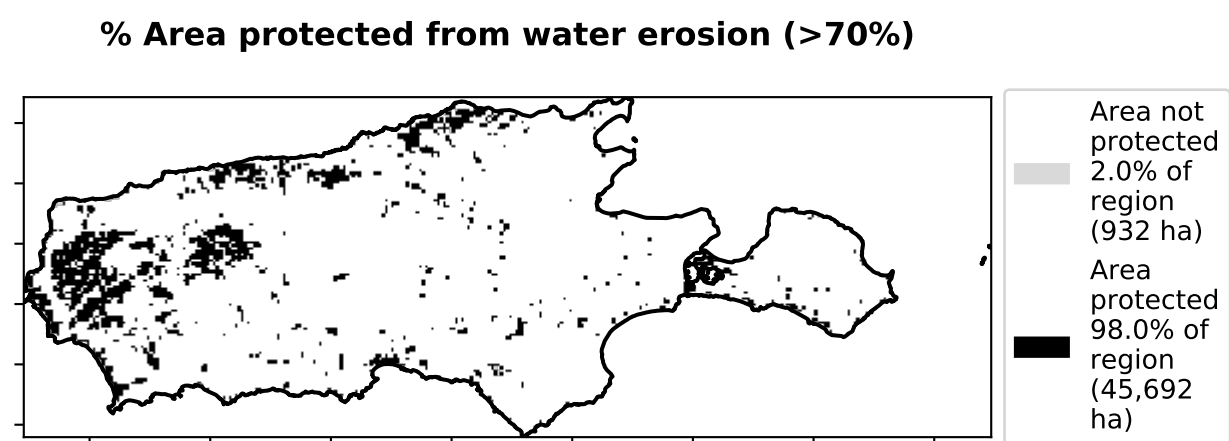 % Area protected from water erosion (>70%)
Area not
protected
2.0% of
region
(932 ha)
Area
protected
98.0% of
region
(45,692
ha)